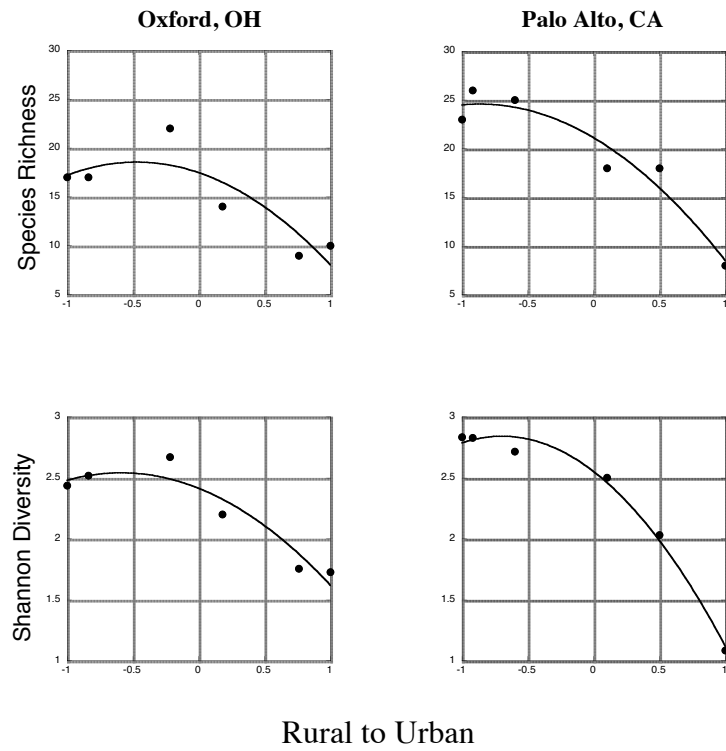 Oxford, OH
Palo Alto, CA
Species Richness
30
25
20
15
10
5
-1 -0.5 0 0.5 1
30
25
20
15
10
5
-1 -0.5 0 0.5 1
Shannon Diversity
3
2.5
2
1.5
1
-1 -0.5 0 0.5 1
3
2.5
2
1.5
1
-1 -0.5 0 0.5 1
Rural to Urban